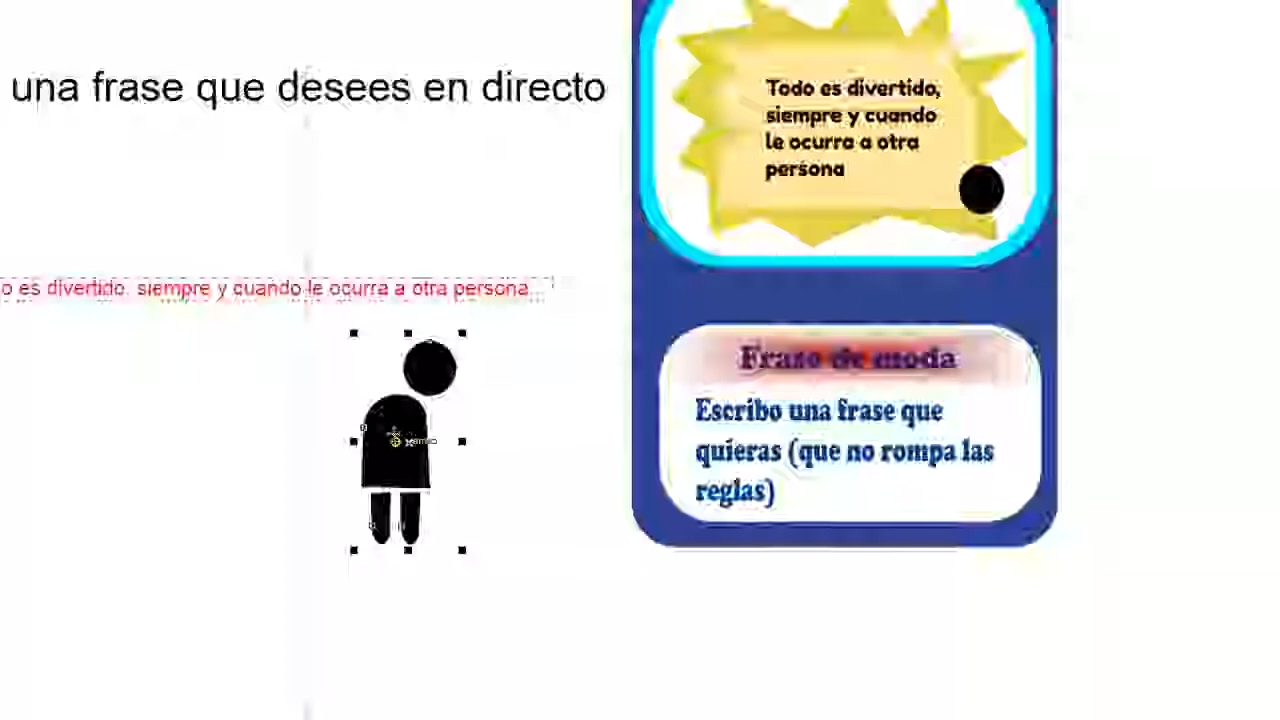 una frase que desees en directo
o es divertido, siempre y cuando le ocurra a otra persona...
Todo es divertido,
siempre y cuando
le ocurra a otra
persona
Frase de moda
Escribo una frase que
quieras (que no rompa las
reglas)